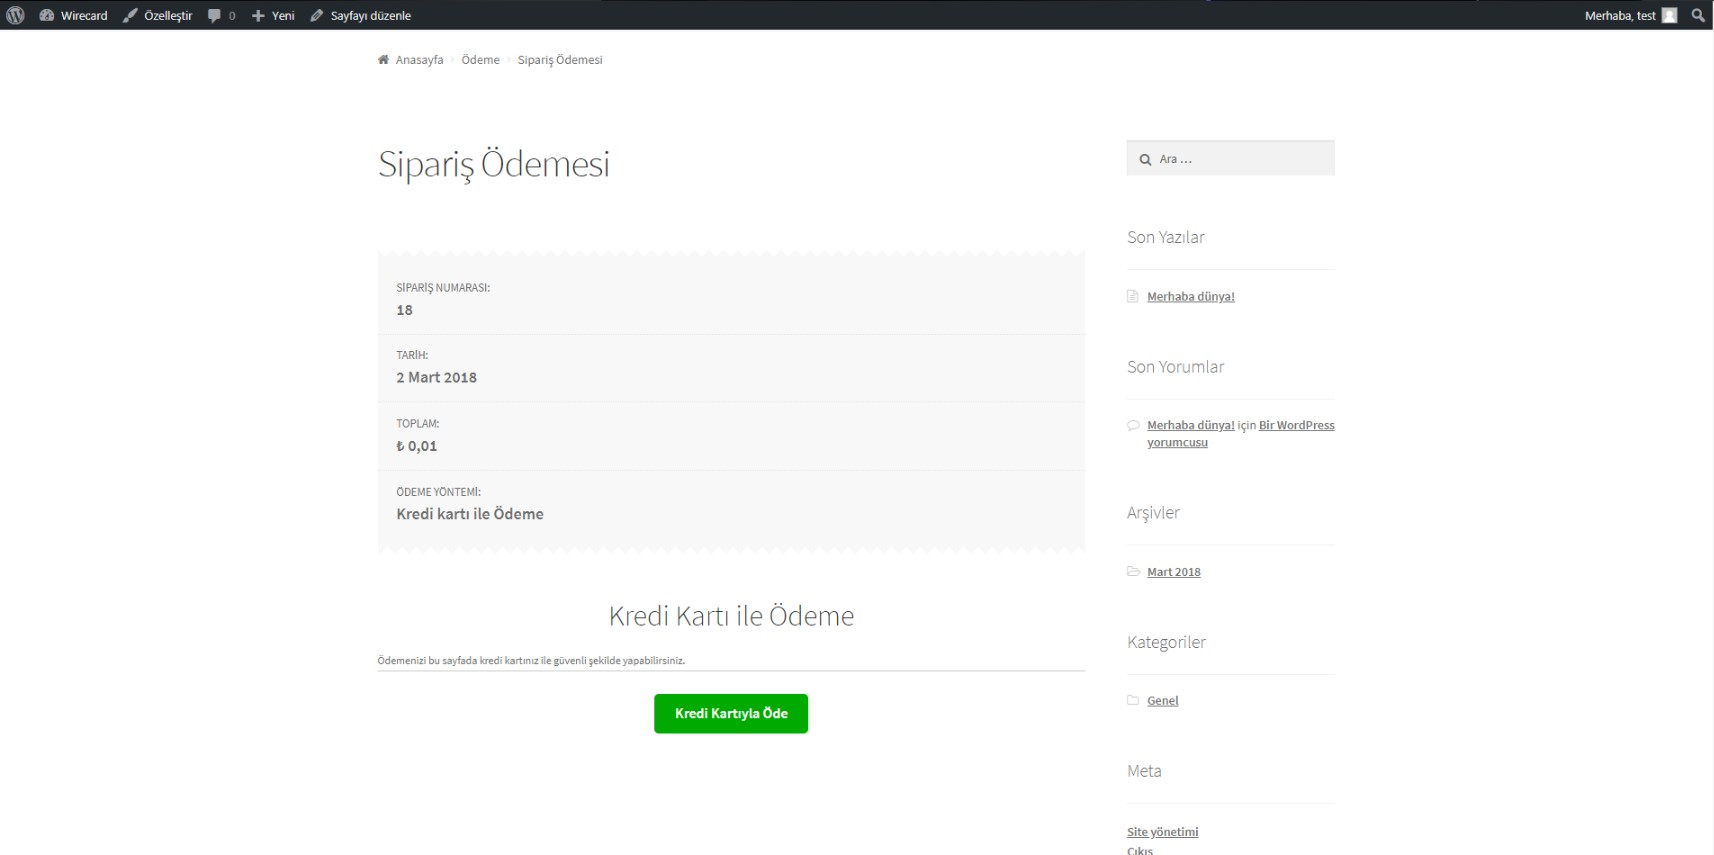 Wirecard Özelleştir 0 Yeni Sayfayı düzenle Merhaba, test
Anasayfa Ödeme Sipariş Ödemesi
Sipariş Ödemesi
SİPARİŞ NUMARASI:
18
TARİH:
2 Mart 2018
TOPLAM:
₺ 0,01
ÖDEME YÖNTEMİ:
Kredi kartı ile Ödeme
Kredi Kartı ile Ödeme
Ödemenizi bu sayfada kredi kartınız ile güvenli şekilde yapabilirsiniz.
Kredi Kartıyla Öde
Ara …
Son Yazılar
Merhaba dünya!
Son Yorumlar
Merhaba dünya! için Bir WordPress
yorumcusu
Arşivler
Mart 2018
Kategoriler
Genel
Meta
Site yönetimi
Çıkış